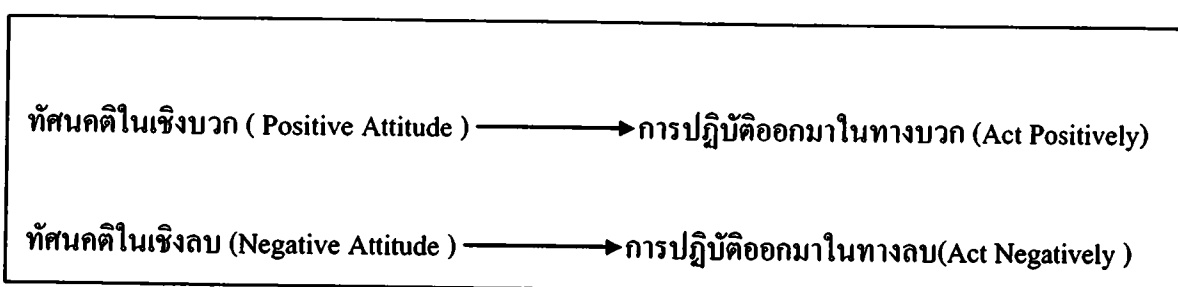 ทัศนคติในเชิงบวก ( Positive Attitude ) การปฏิบัติออกมาในทางบวก (Act Positively)
ทัศนคติในเชิงลบ (Negative Attitude ) การปฏิบัติออกมาในทางลบ(Act Negatively )